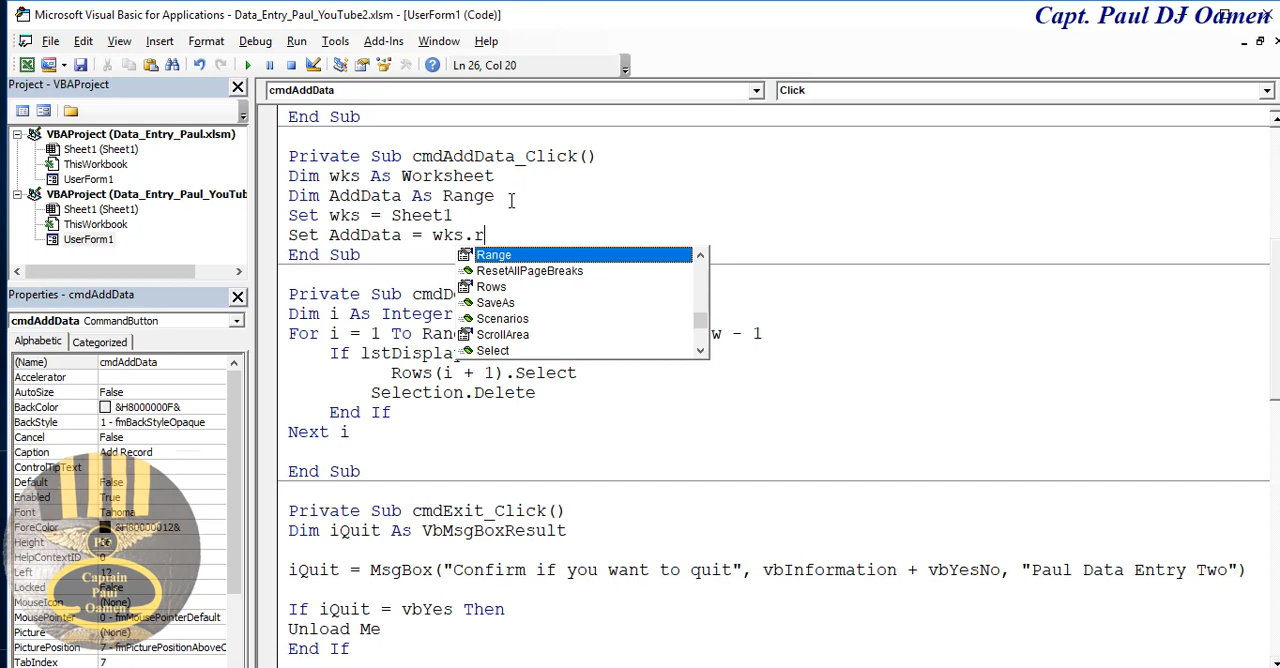 Microsoft Visual Basic for Applications - Data_Entry_Paul_YouTube2.xlsm - [UserForm1 (Code)]
Capt. Paul DJ Oamen
File Edit View Insert Format Debug Run Tools Add-Ins Window Help
Ln 26, Col 20
Project - VBAProject
cmdAddData
Click
VBAProject (Data_Entry_Paul.xlsm)
Sheet1 (Sheet1)
ThisWorkbook
UserForm1
VBAProject (Data_Entry_Paul_YouTub
Sheet1 (Sheet1)
ThisWorkbook
UserForm1
Properties - cmdAddData
cmdAddData CommandButton
Alphabetic Categorized
(Name) cmdAddData
Accelerator
AutoSize False
BackColor &H8000000F&
BackStyle 1 - fmBackStyleOpaque
Cancel False
Caption Add Record
ControlTipText
Default False
Enabled True
Font Tahoma
ForeColor &H80000012&
Height
HelpContextID 0
Left 12
Locked False
MouseIcon (None)
MousePointer 0 - fmMousePointerDefault
Picture (None)
PicturePosition 7 - fmPicturePositionAboveC
TabIndex 7
Captain
Paul
Oamen
End Sub
Private Sub cmdAddData_Click()
Dim wks As Worksheet
Dim AddData As Range
Set wks = Sheet1
Set AddData = wks.r
End Sub
Range
ResetAllPageBreaks
Rows
SaveAs
Scenarios
ScrollArea
Select
Private Sub cmdD
Dim i As Integer
For i = 1 To Ran w - 1
If lstDispla
Rows(i + 1).Select
Selection.Delete
End If
Next i
End Sub
Private Sub cmdExit_Click()
Dim iQuit As VbMsgBoxResult
iQuit = MsgBox("Confirm if you want to quit", vbInformation + vbYesNo, "Paul Data Entry Two")
If iQuit = vbYes Then
Unload Me
End If